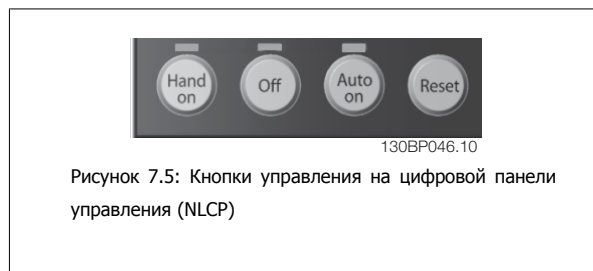 Hand on
Off
Auto on
Reset
130BP046.10
Рисунок 7.5: Кнопки управления на цифровой панели
управления (NLCP)